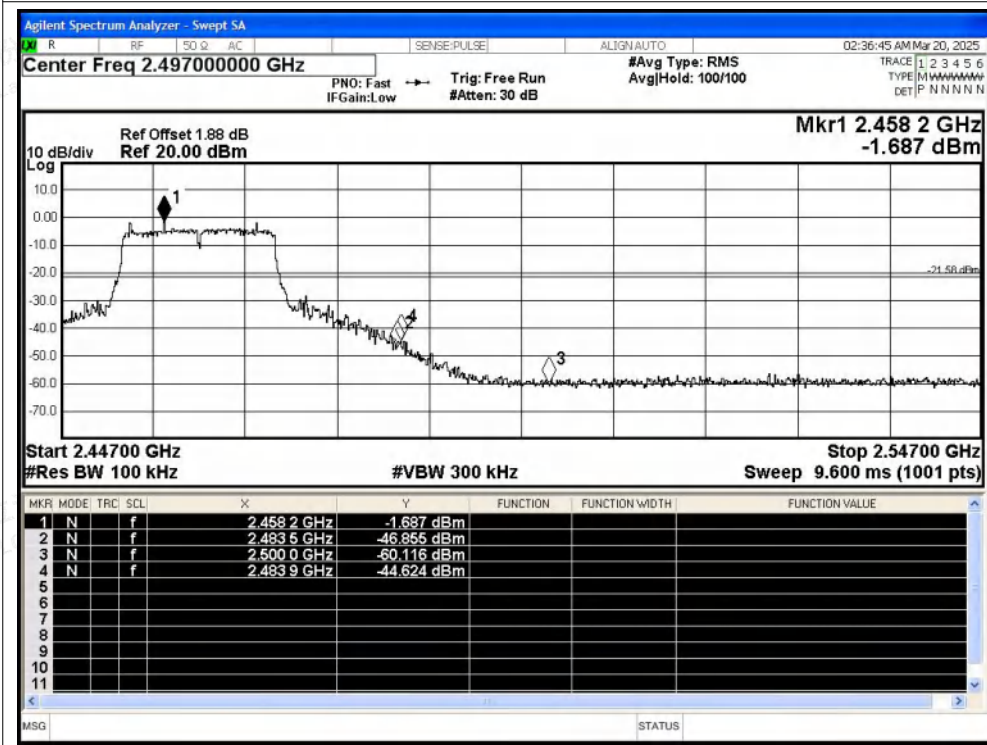 Agilent Spectrum Analyzer - Swept SA
LXI R RF 50 Ω AC SENSE:PULSE ALIGN AUTO 02:36:45 AM Mar 20, 2025
Center Freq 2.497000000 GHz #Avg Type: RMS TRACE 1 2 3 4 5 6
PNO: Fast Trig: Free Run Avg|Hold: 100/100 TYPE M
IFGain:Low #Atten: 30 dB DET P N N N N N
Mkr1 2.458 2 GHz
Ref Offset 1.88 dB
10 dB/div Ref 20.00 dBm -1.687 dBm
Log
10.0
1
0.00
-10.0
-20.0
-21.58 dBm
-30.0
4
-40.0
2
-50.0
3
-60.0
-70.0
Start 2.44700 GHz Stop 2.54700 GHz
#Res BW 100 kHz #VBW 300 kHz Sweep 9.600 ms (1001 pts)
MKR MODE TRC SCL X Y FUNCTION FUNCTION WIDTH FUNCTION VALUE
1 N f 2.458 2 GHz -1.687 dBm
2 N f 2.483 5 GHz -46.855 dBm
3 N f 2.500 0 GHz -60.116 dBm
4 N f 2.483 9 GHz -44.624 dBm
5
6
7
8
9
10
11
MSG STATUS